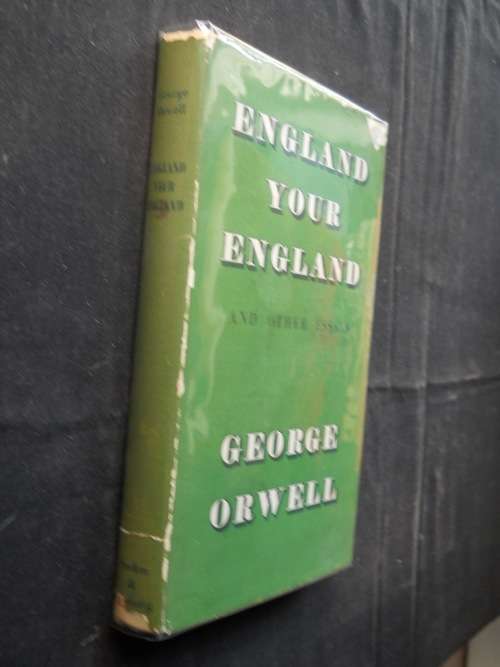 ENGLAND
YOUR
ENGLAND
AND OTHER ESSAYS
GEORGE
ORWELL
George
Orwell
ENGLAND
YOUR
ENGLAND